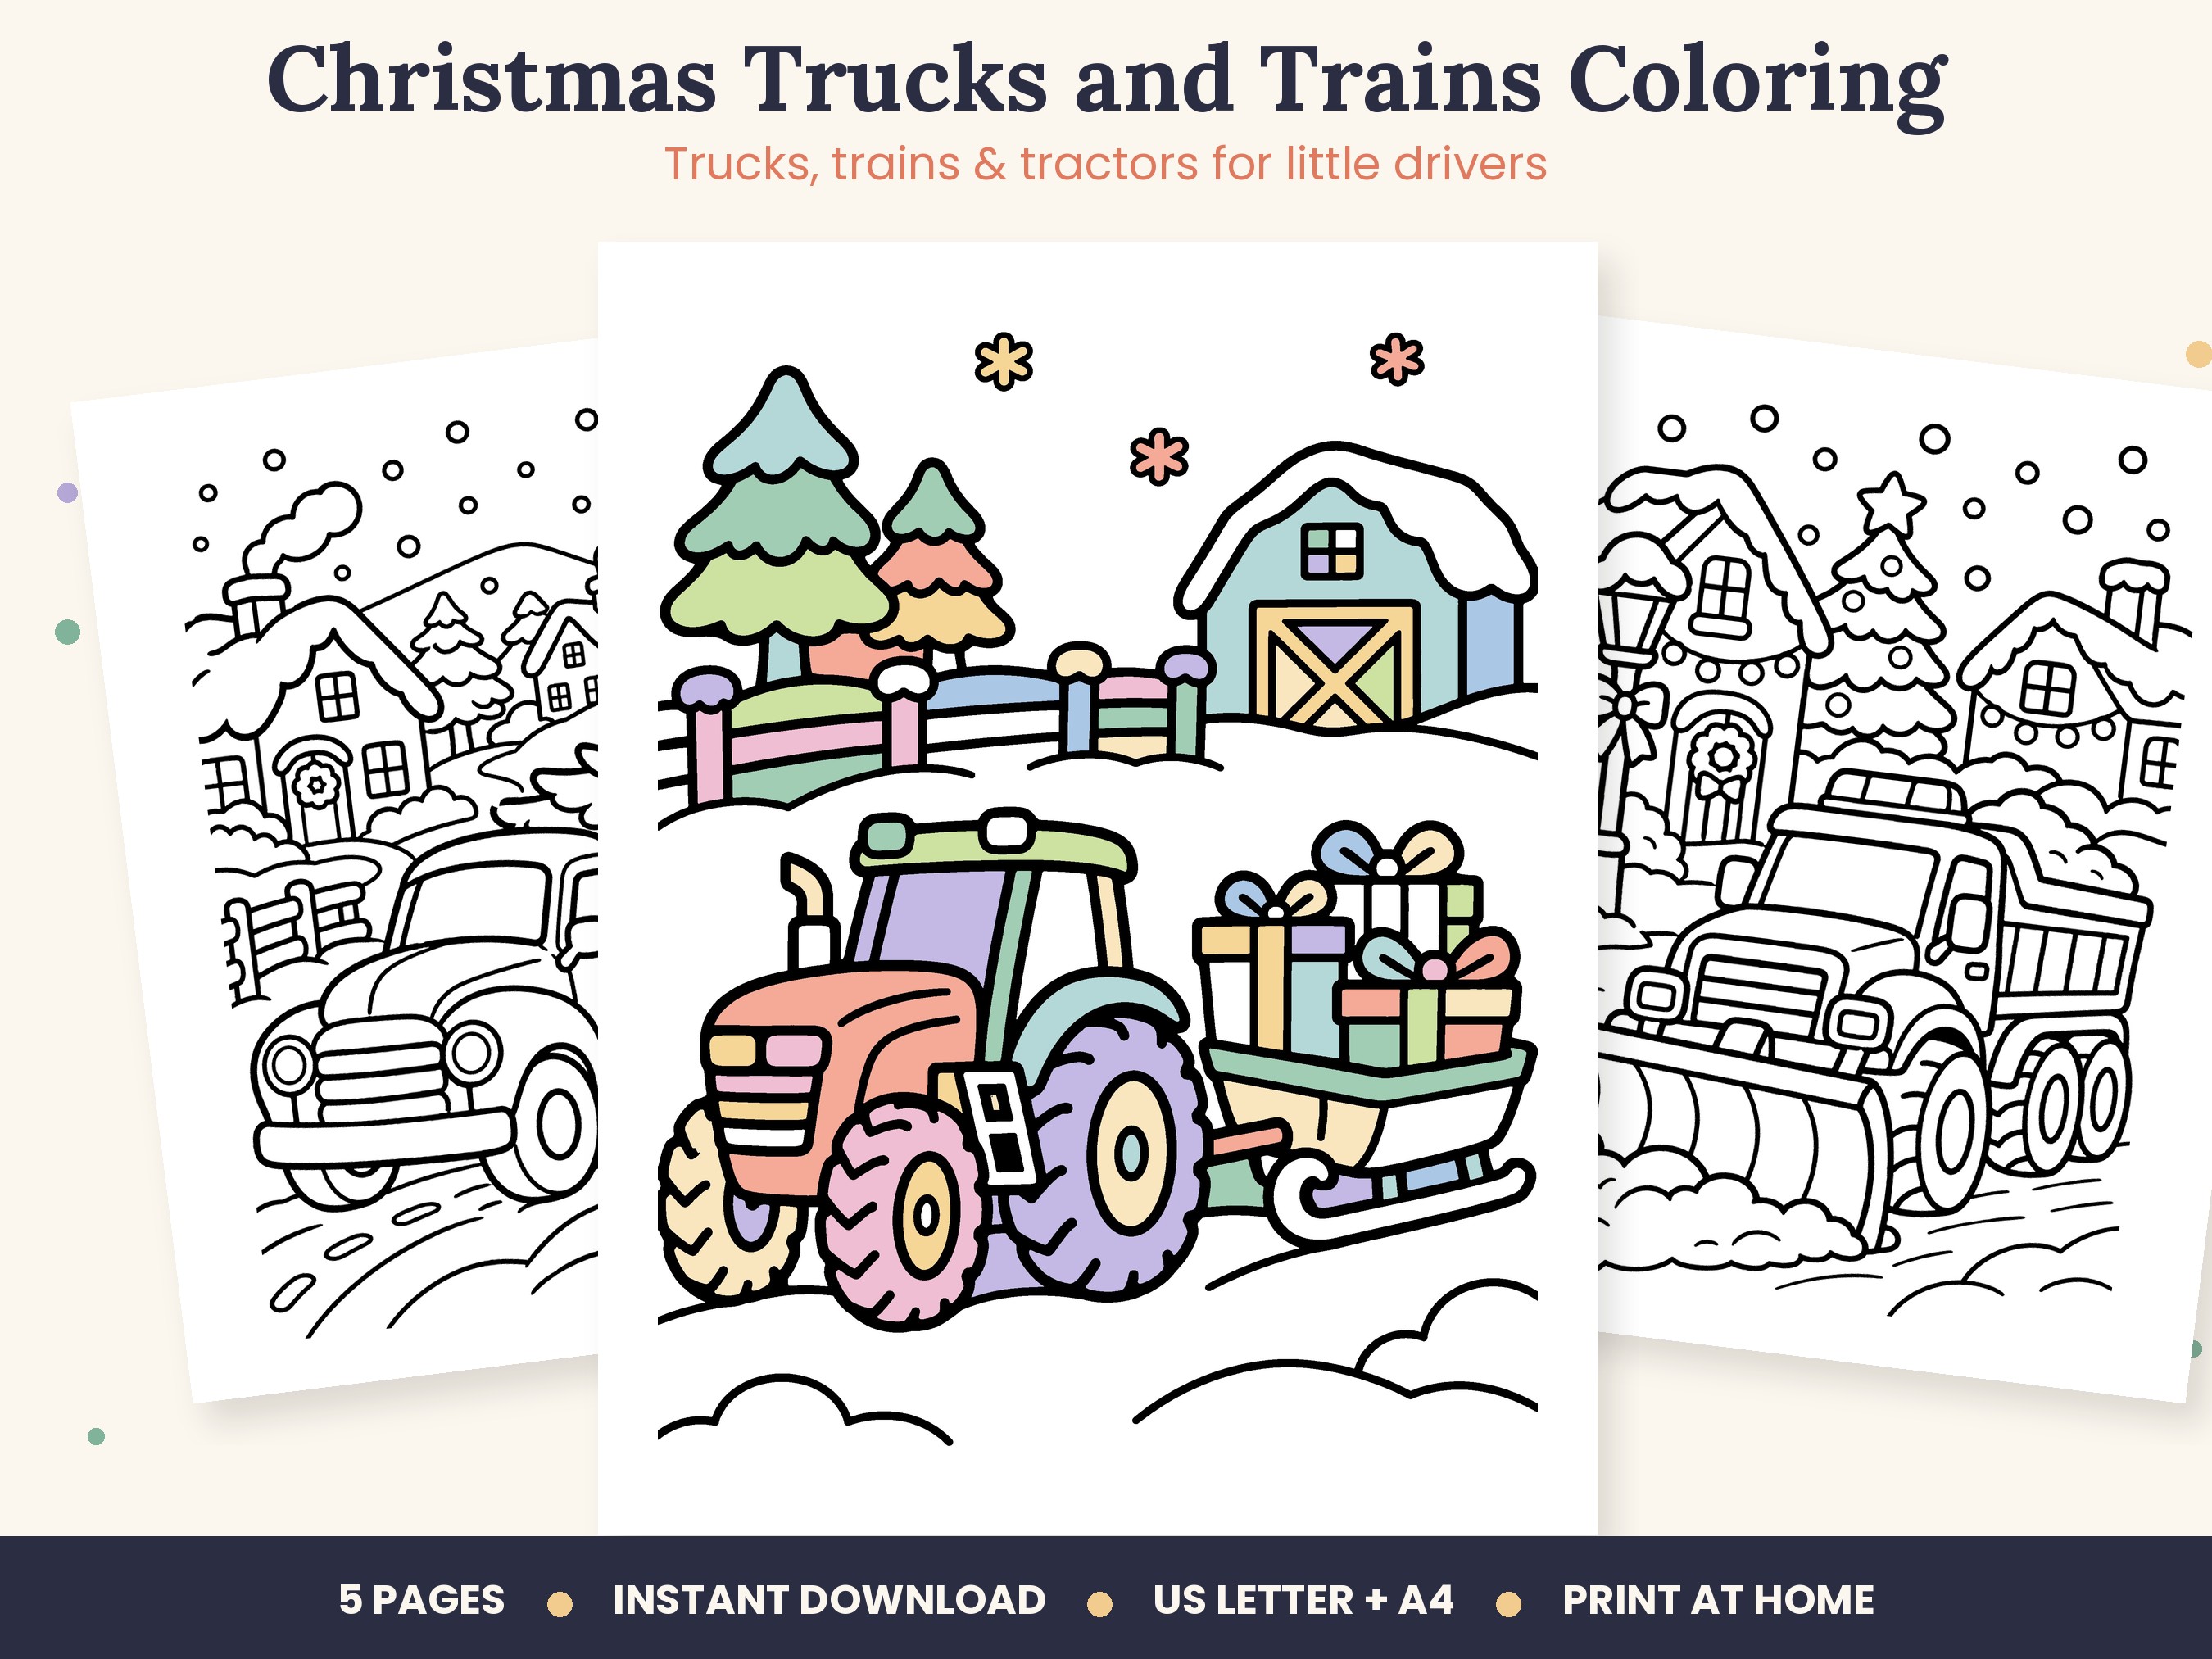 Christmas Trucks and Trains Coloring
Trucks, trains & tractors for little drivers
5 PAGES ● INSTANT DOWNLOAD ● US LETTER + A4 ● PRINT AT HOME